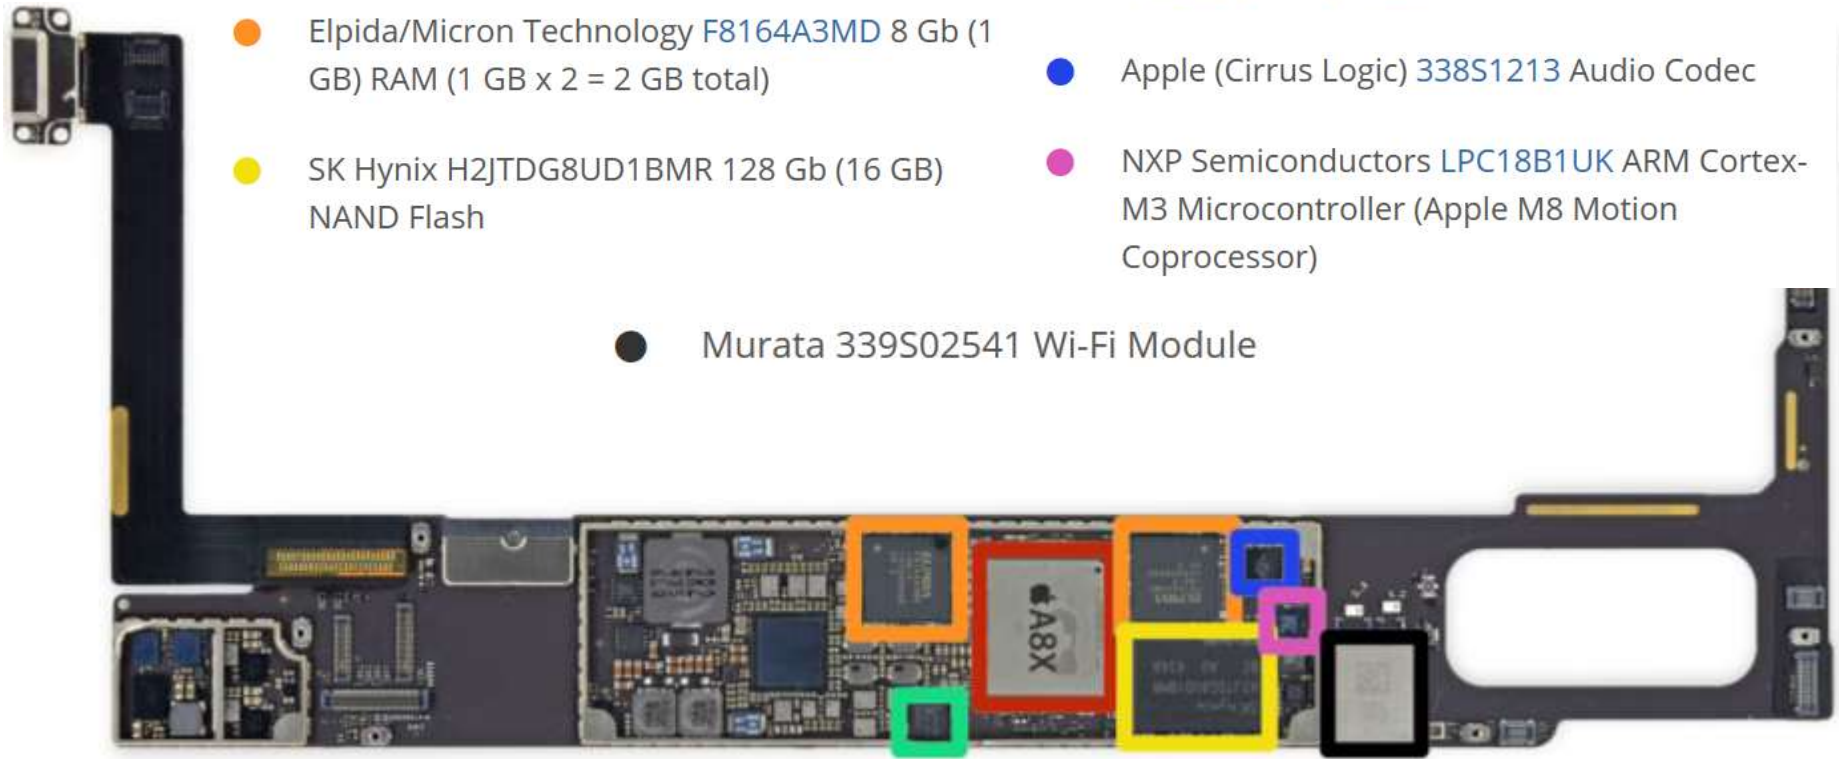 Elpida/Micron Technology F8164A3MD 8 Gb (1
GB) RAM (1 GB x 2 = 2 GB total)
SK Hynix H2JTDG8UD1BMR 128 Gb (16 GB)
NAND Flash
Apple (Cirrus Logic) 338S1213 Audio Codec
NXP Semiconductors LPC18B1UK ARM Cortex-
M3 Microcontroller (Apple M8 Motion
Coprocessor)
Murata 339S02541 Wi-Fi Module
A8X